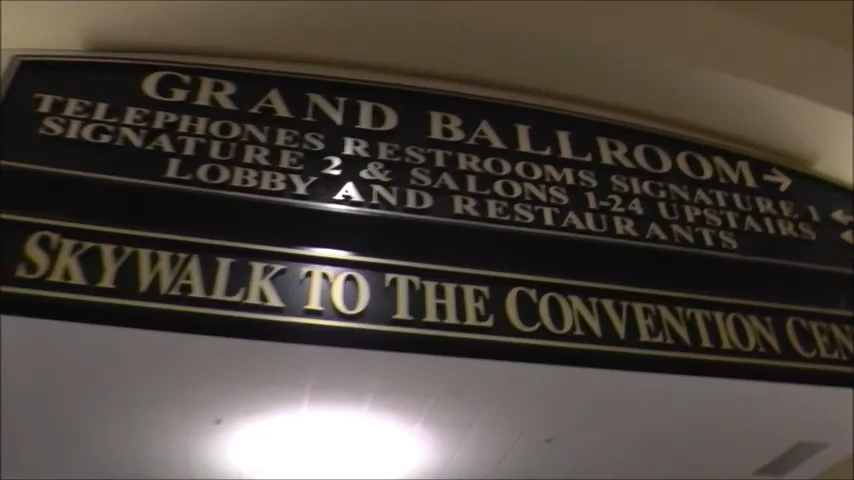 GRAND BALLROOM →
TELEPHONES RESTROOMS SIGNATURE 1 ←
SIGNATURE 2 & SALONS 1-24 UPSTAIRS ←
LOBBY AND RESTAURANTS
SKYWALK TO THE CONVENTION CEN